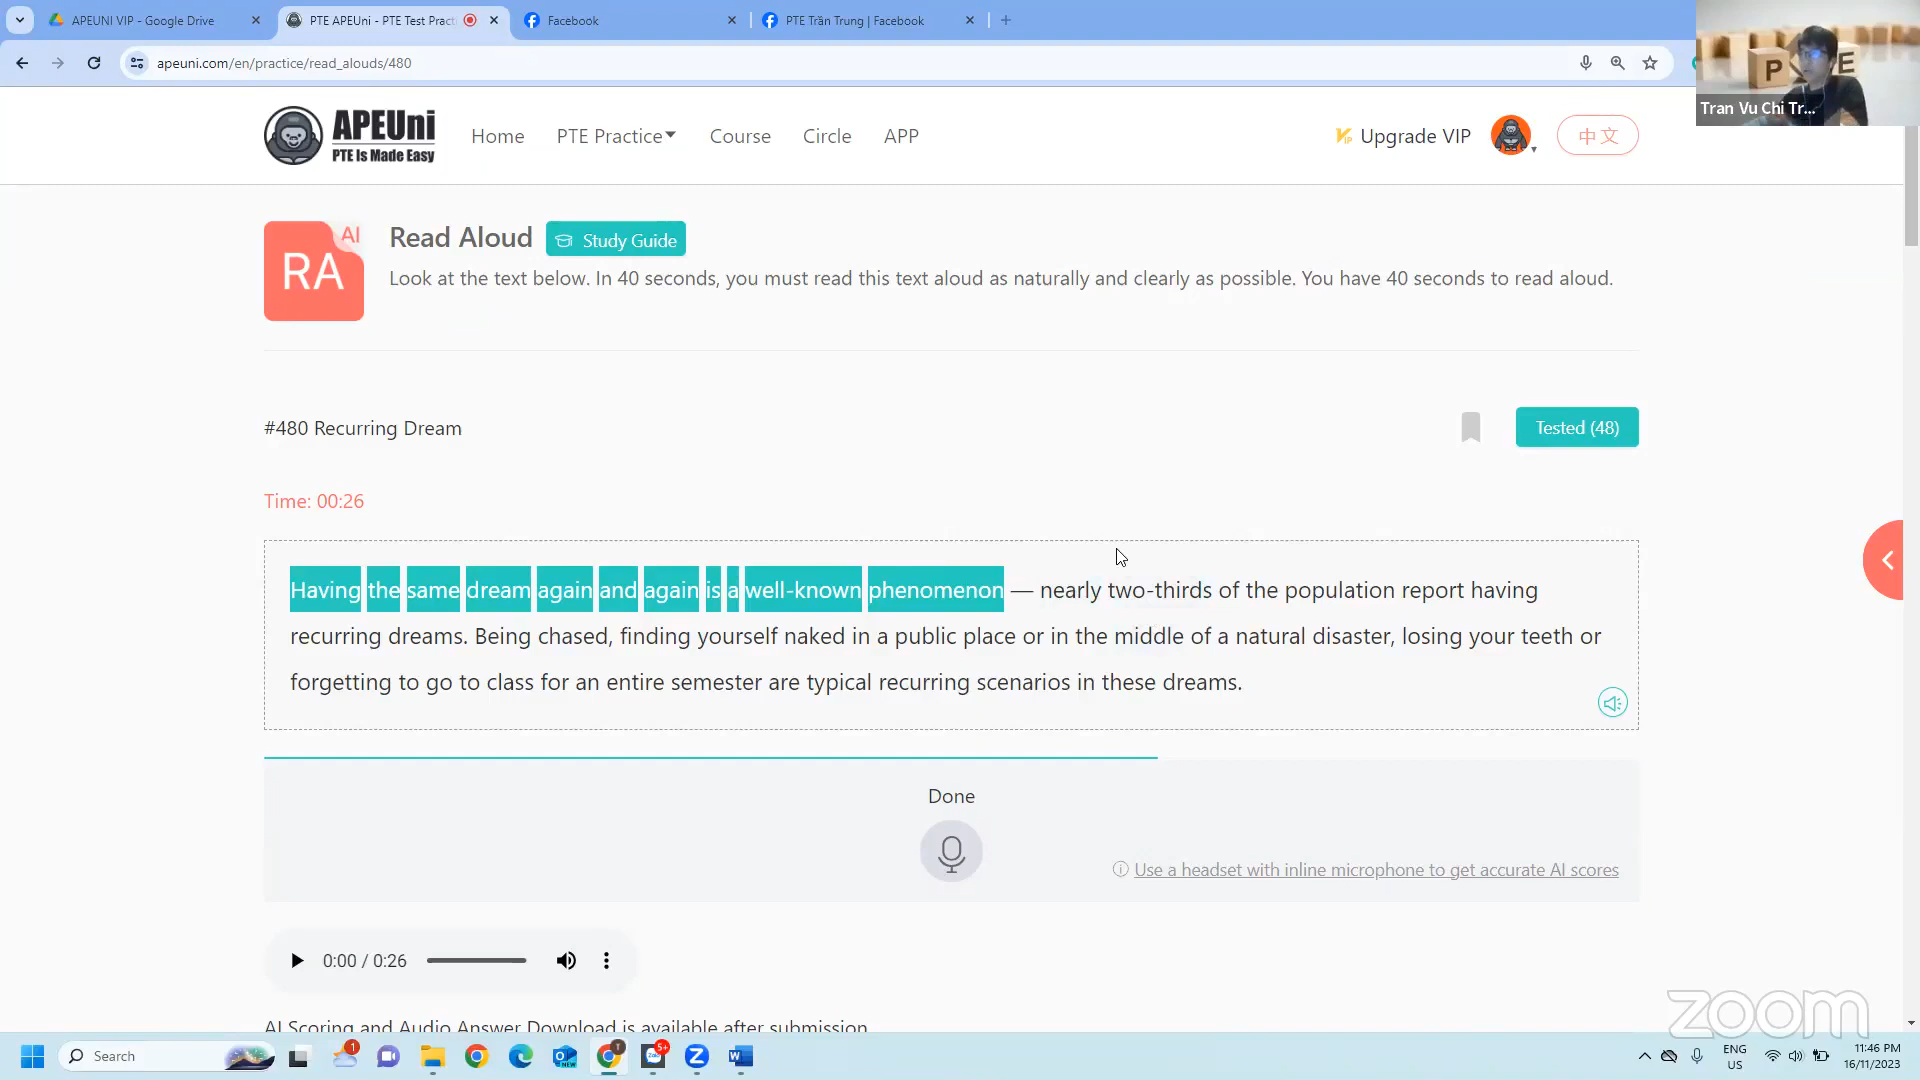 APEUNI VIP - Google Drive
PTE APEUni - PTE Test Pract
Facebook
PTE Trần Trung | Facebook
apeuni.com/en/practice/read_alouds/480
P
E
Tran Vu Chi Tr...
APEUni
PTE Is Made Easy
Home
PTE Practice
Course
Circle
APP
Upgrade VIP
中文
RA
AI
Read Aloud
Study Guide
Look at the text below. In 40 seconds, you must read this text aloud as naturally and clearly as possible. You have 40 seconds to read aloud.
#480 Recurring Dream
Tested (48)
Time: 00:26
Having the same dream again and again is a well-known phenomenon — nearly two-thirds of the population report having
recurring dreams. Being chased, finding yourself naked in a public place or in the middle of a natural disaster, losing your teeth or
forgetting to go to class for an entire semester are typical recurring scenarios in these dreams.
Done
Use a headset with inline microphone to get accurate AI scores
0:00 / 0:26
AI Scoring and Audio Answer Download is available after submission
zoom
Search
1
5+
ENG
US
11:46 PM
16/11/2023